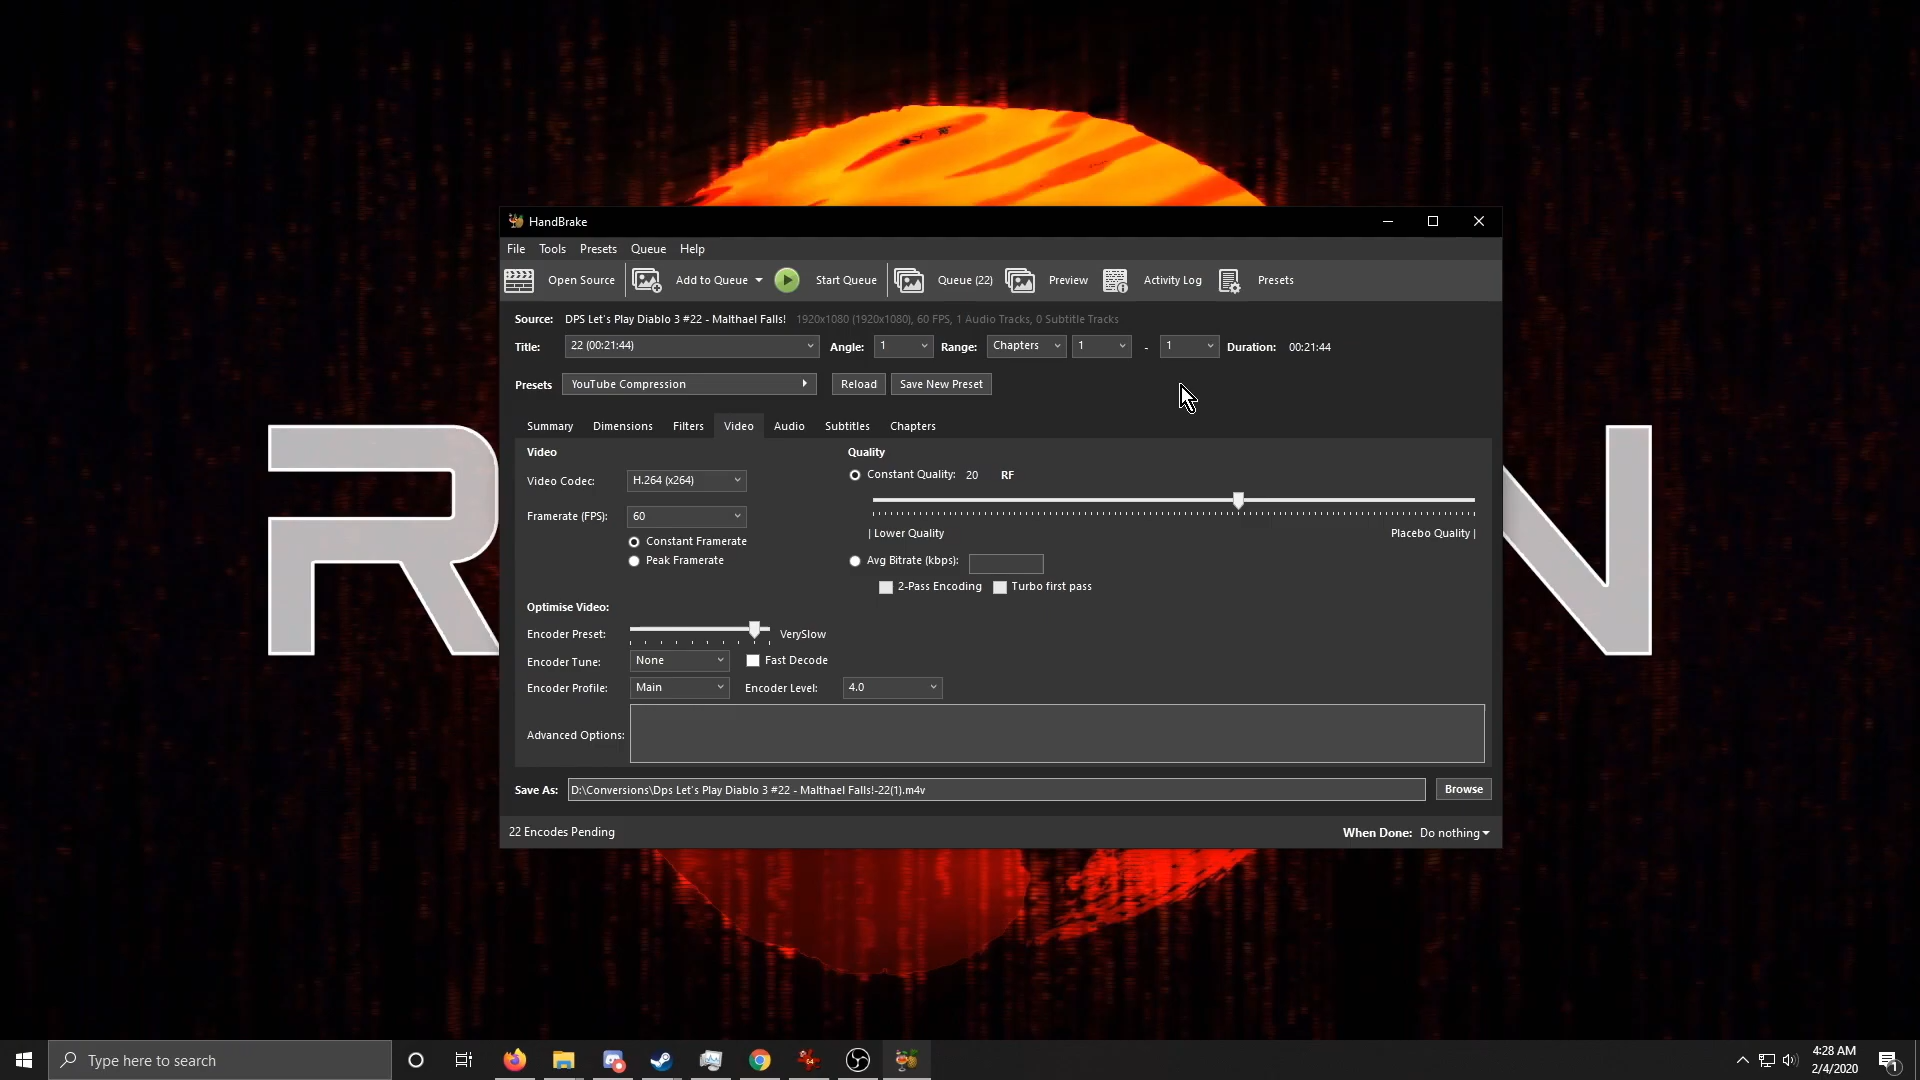 R N
HandBrake
File Tools Presets Queue Help
Open Source Add to Queue Start Queue Queue (22) Preview Activity Log Presets
Source: DPS Let's Play Diablo 3 #22 - Malthael Falls! 1920x1080 (1920x1080), 60 FPS, 1 Audio Tracks, 0 Subtitle Tracks
Title: 22 (00:21:44) Angle: 1 Range: Chapters 1 - 1 Duration: 00:21:44
Presets YouTube Compression Reload Save New Preset
Summary Dimensions Filters Video Audio Subtitles Chapters
Video Quality
Constant Quality: 20 RF
Video Codec: H.264 (x264)
Framerate (FPS): 60
| Lower Quality Placebo Quality |
Constant Framerate
Peak Framerate Avg Bitrate (kbps):
2-Pass Encoding Turbo first pass
Optimise Video:
Encoder Preset: VerySlow
Encoder Tune: None Fast Decode
Encoder Profile: Main Encoder Level: 4.0
Advanced Options:
Save As: D:\Conversions\Dps Let's Play Diablo 3 #22 - Malthael Falls!-22(1).m4v Browse
22 Encodes Pending When Done: Do nothing
Type here to search
4:28 AM
2/4/2020
1